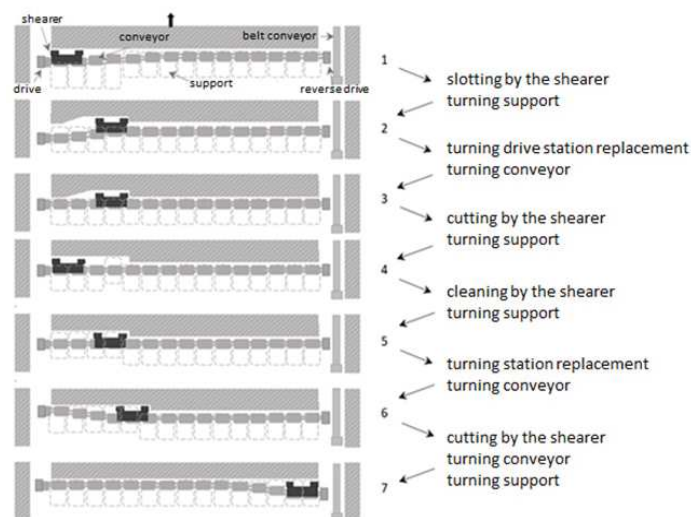 shearer
conveyor
belt conveyor
drive
support
reverse drive
1
slotting by the shearer
turning support
2
turning drive station replacement
turning conveyor
3
cutting by the shearer
turning support
4
cleaning by the shearer
turning support
5
turning station replacement
turning conveyor
6
cutting by the shearer
turning conveyor
turning support
7